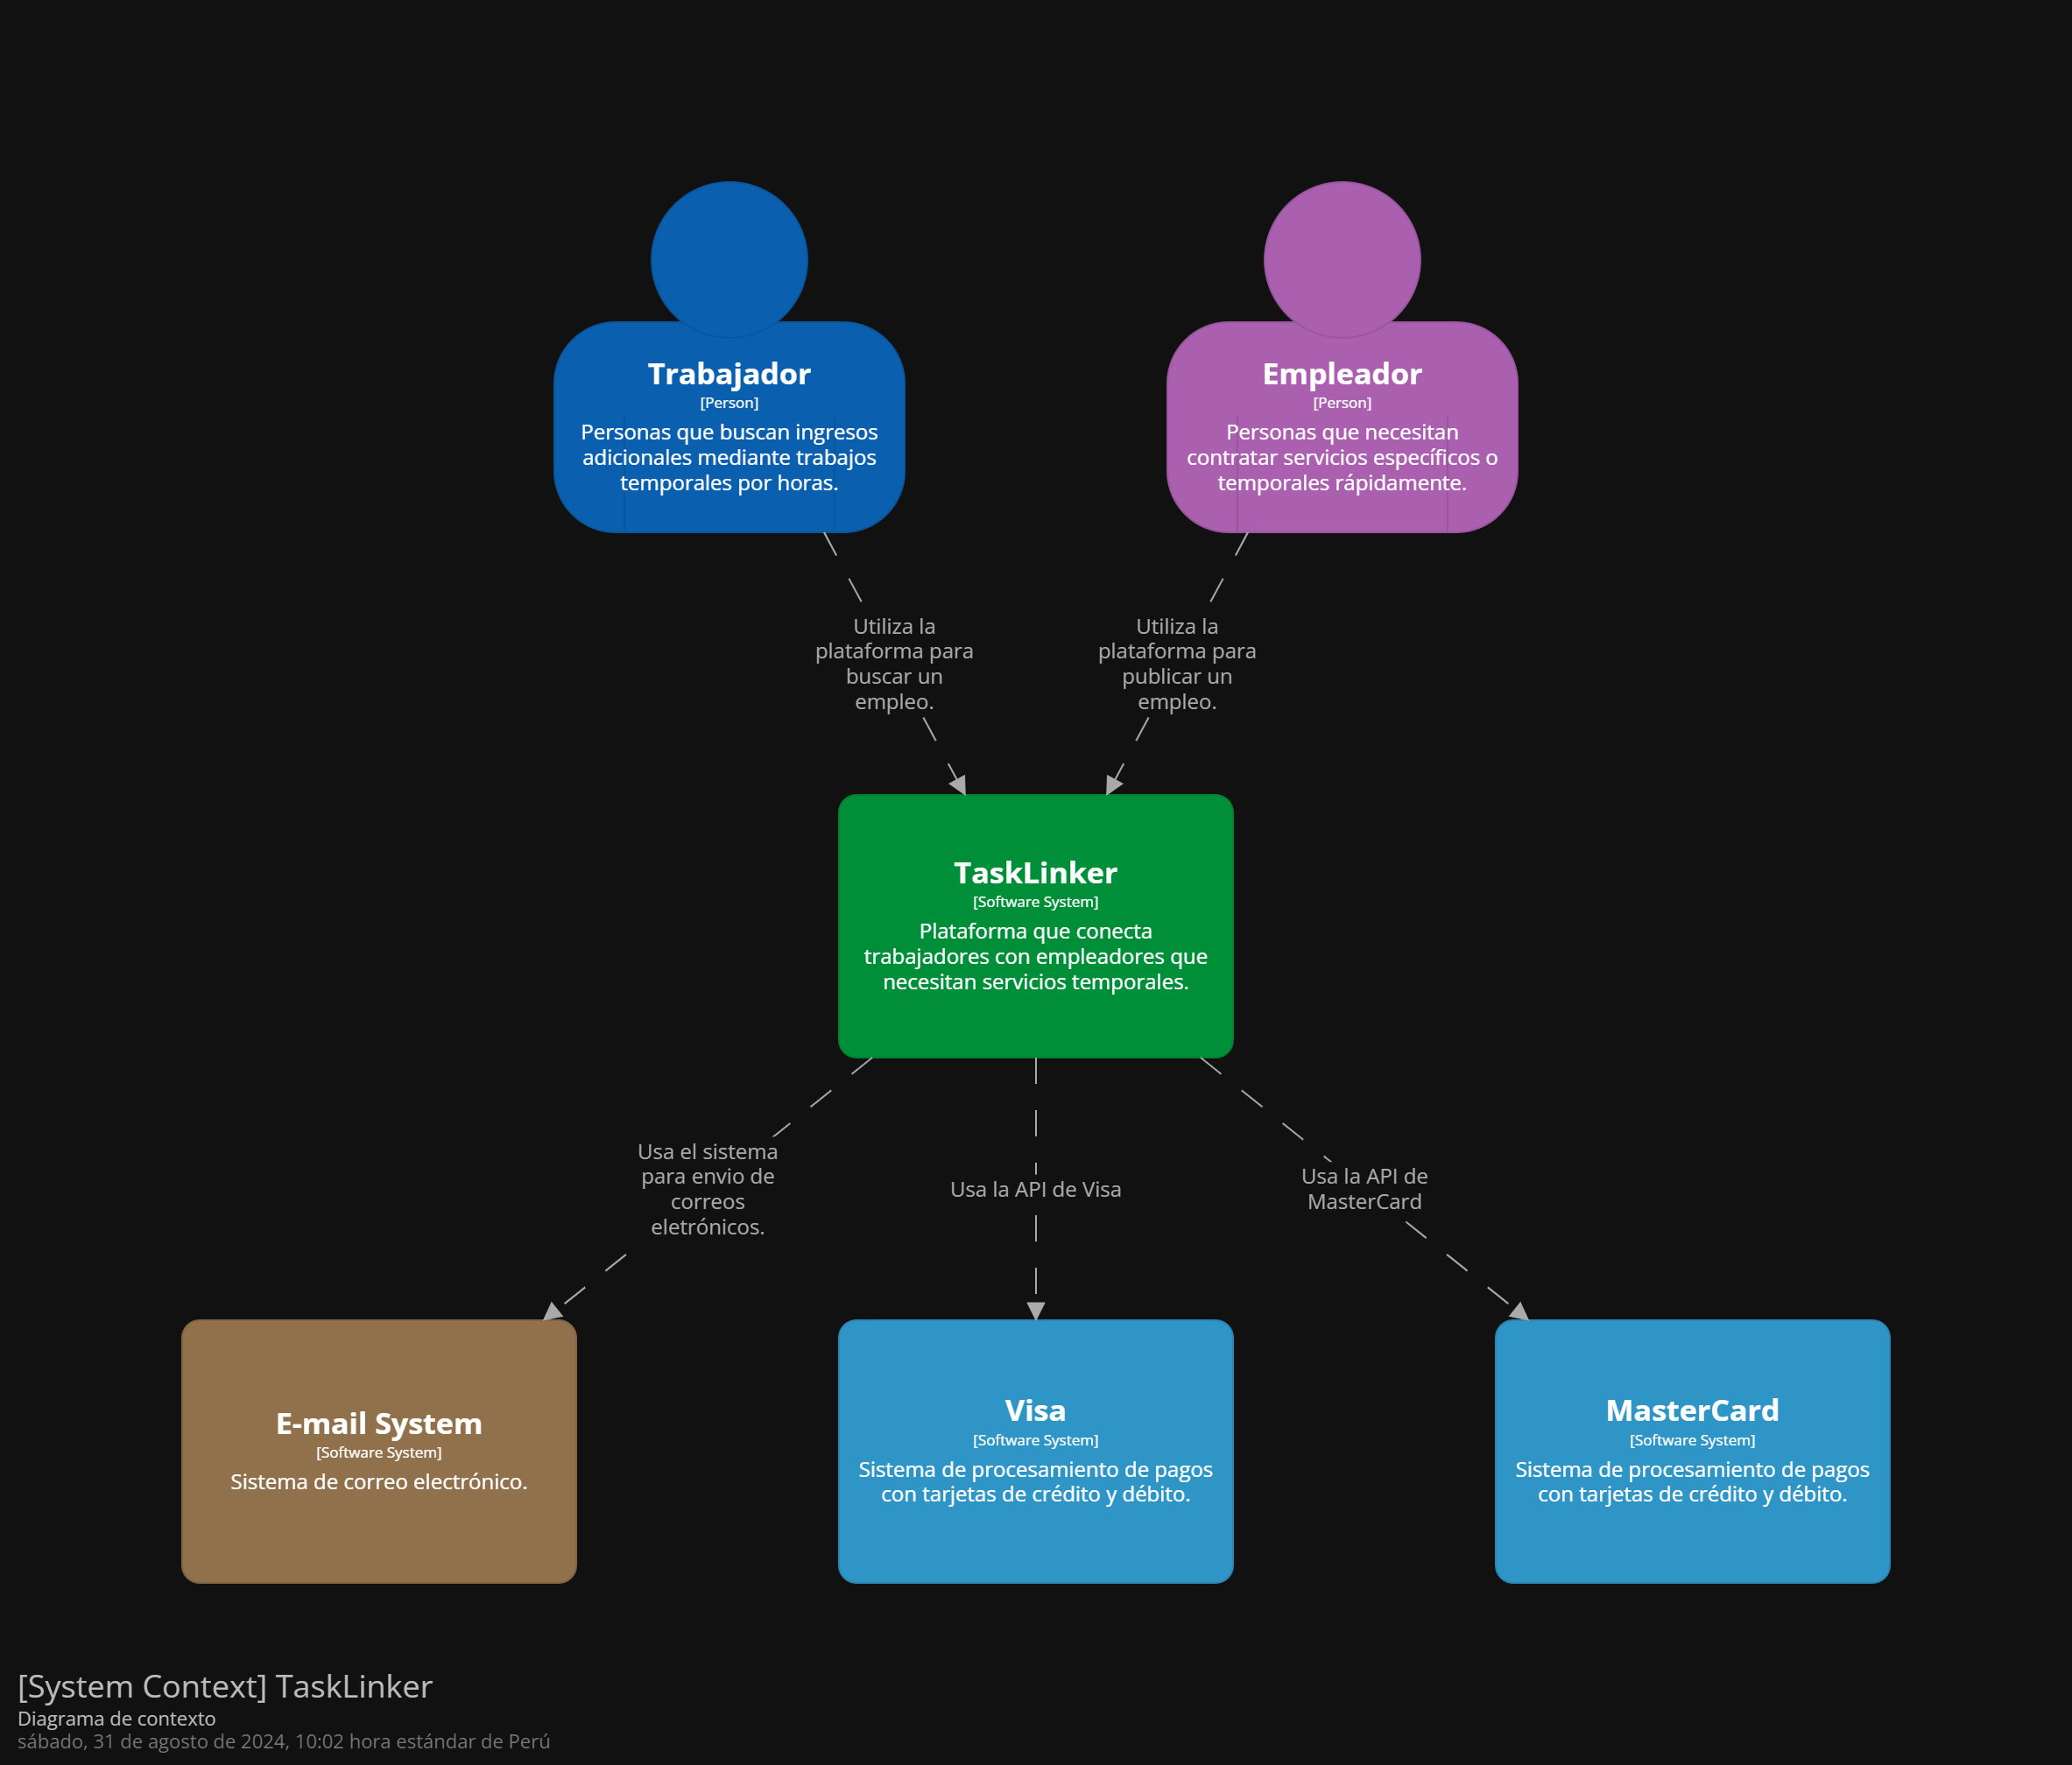 Trabajador
[Person]
Personas que buscan ingresos
adicionales mediante trabajos
temporales por horas.
Empleador
[Person]
Personas que necesitan
contratar servicios específicos o
temporales rápidamente.
Utiliza la
plataforma para
buscar un
empleo.
Utiliza la
plataforma para
publicar un
empleo.
TaskLinker
[Software System]
Plataforma que conecta
trabajadores con empleadores que
necesitan servicios temporales.
Usa el sistema
para envio de
correos
eletrónicos.
Usa la API de Visa
Usa la API de
MasterCard
E-mail System
[Software System]
Sistema de correo electrónico.
Visa
[Software System]
Sistema de procesamiento de pagos
con tarjetas de crédito y débito.
MasterCard
[Software System]
Sistema de procesamiento de pagos
con tarjetas de crédito y débito.
[System Context] TaskLinker
Diagrama de contexto
sábado, 31 de agosto de 2024, 10:02 hora estándar de Perú